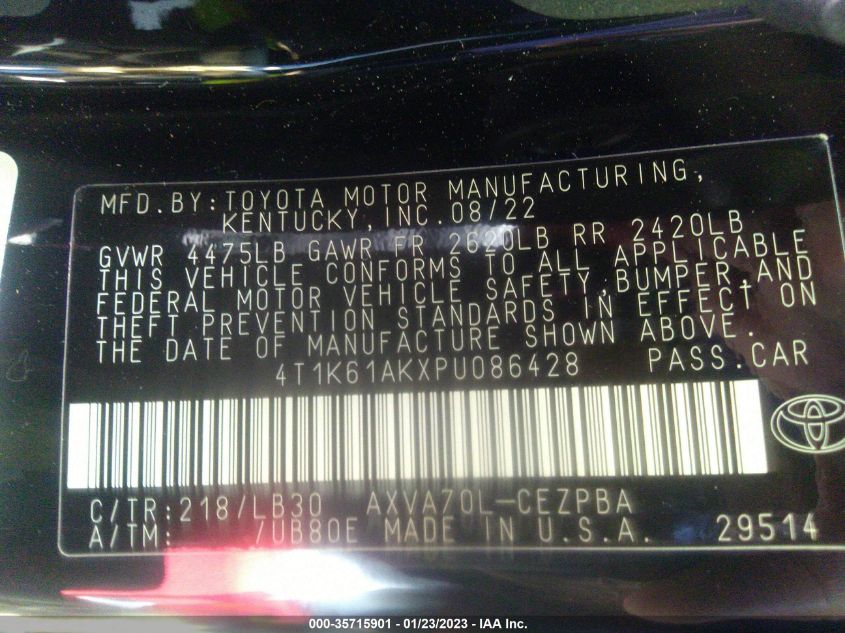 MFD.BY:TOYOTA MOTOR MANUFACTURING,
KENTUCKY,INC.08/22
GVWR 4475LB GAWR FR 2620LB RR 2420LB
THIS VEHICLE CONFORMS TO ALL APPLICABLE
FEDERAL MOTOR VEHICLE SAFETY,BUMPER,AND
THEFT PREVENTION STANDARDS IN EFFECT ON
THE DATE OF MANUFACTURE SHOWN ABOVE.
4T1K61AKXPU086428 PASS.CAR
C/TR:218/LB30 AXVA70L-CEZPBA
A/TM: /UB80E MADE IN U.S.A. 29514
000-35715901 - 01/23/2023 - IAA Inc.